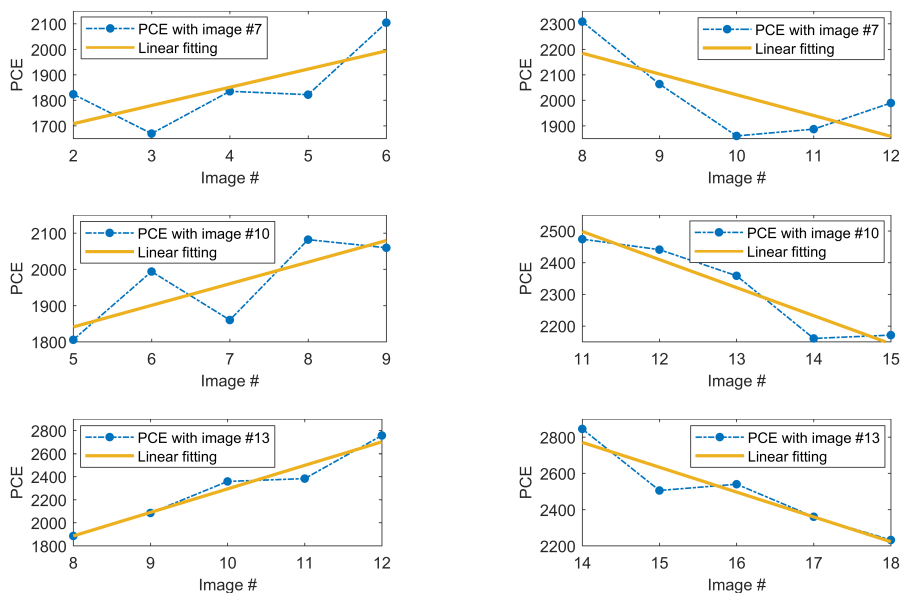 PCE with image #7
Linear fitting
PCE
2100
2000
1900
1800
1700
2 3 4 5 6
Image #
PCE with image #7
Linear fitting
PCE
2300
2200
2100
2000
1900
8 9 10 11 12
Image #
PCE with image #10
Linear fitting
PCE
2100
2000
1900
1800
5 6 7 8 9
Image #
PCE with image #10
Linear fitting
PCE
2500
2400
2300
2200
11 12 13 14 15
Image #
PCE with image #13
Linear fitting
PCE
2800
2600
2400
2200
2000
1800
8 9 10 11 12
Image #
PCE with image #13
Linear fitting
PCE
2800
2600
2400
2200
14 15 16 17 18
Image #